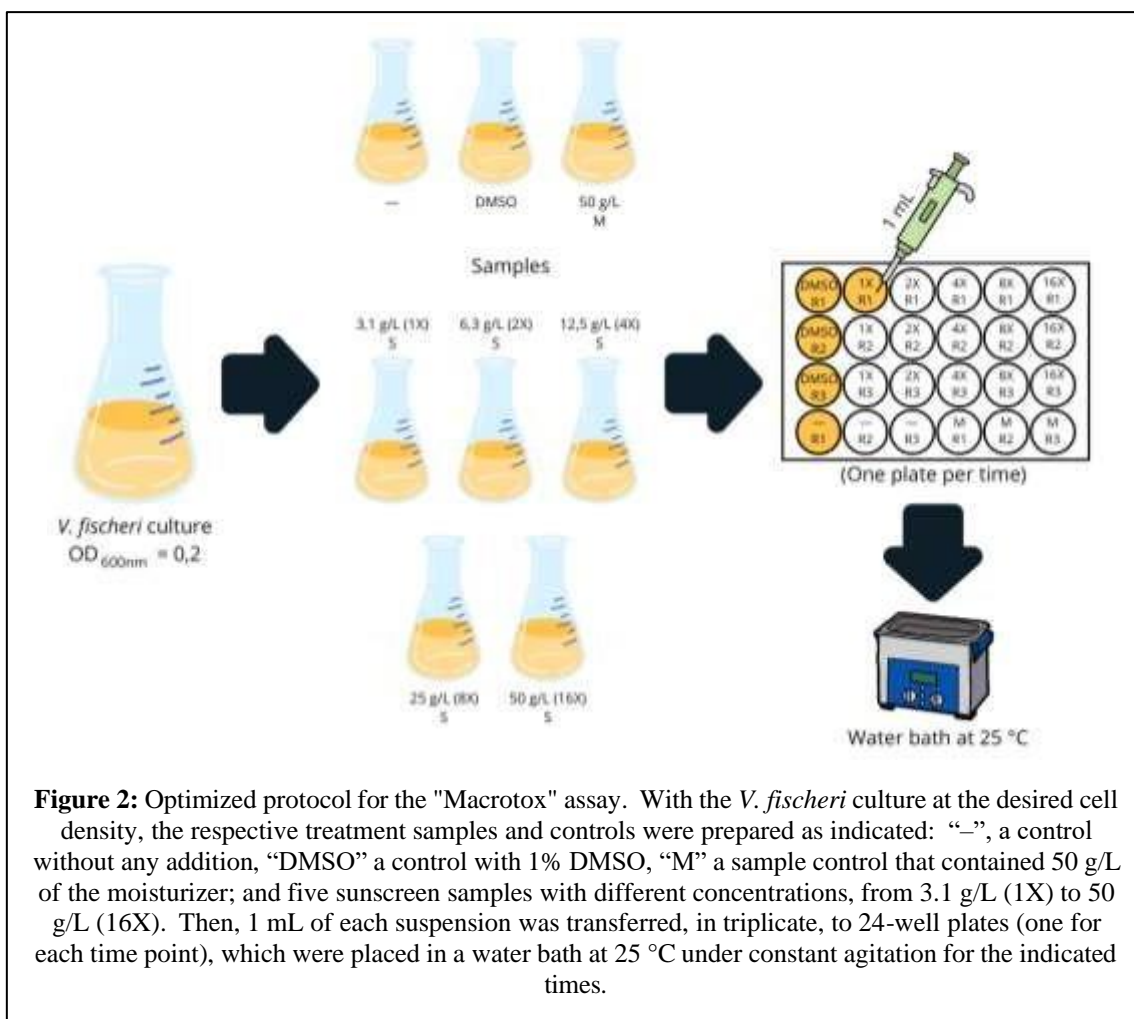 —
DMSO
50 g/L
M
1 mL
Samples
3,1 g/L (1X)
S
6,3 g/L (2X)
S
12,5 g/L (4X)
S
25 g/L (8X)
S
50 g/L (16X)
S
V. fischeri culture
OD600nm = 0,2
DMSO R1 1X R1 2X R1 4X R1 8X R1 16X R1
DMSO R2 1X R2 2X R2 4X R2 8X R2 16X R2
DMSO R3 1X R3 2X R3 4X R3 8X R3 16X R3
— R1 — R2 — R3 M R1 M R2 M R3
(One plate per time)
Water bath at 25 °C
Figure 2: Optimized protocol for the "Macrotox" assay. With the V. fischeri culture at the desired cell
density, the respective treatment samples and controls were prepared as indicated: “–”, a control
without any addition, “DMSO” a control with 1% DMSO, “M” a sample control that contained 50 g/L
of the moisturizer; and five sunscreen samples with different concentrations, from 3.1 g/L (1X) to 50
g/L (16X). Then, 1 mL of each suspension was transferred, in triplicate, to 24-well plates (one for
each time point), which were placed in a water bath at 25 °C under constant agitation for the indicated
times.